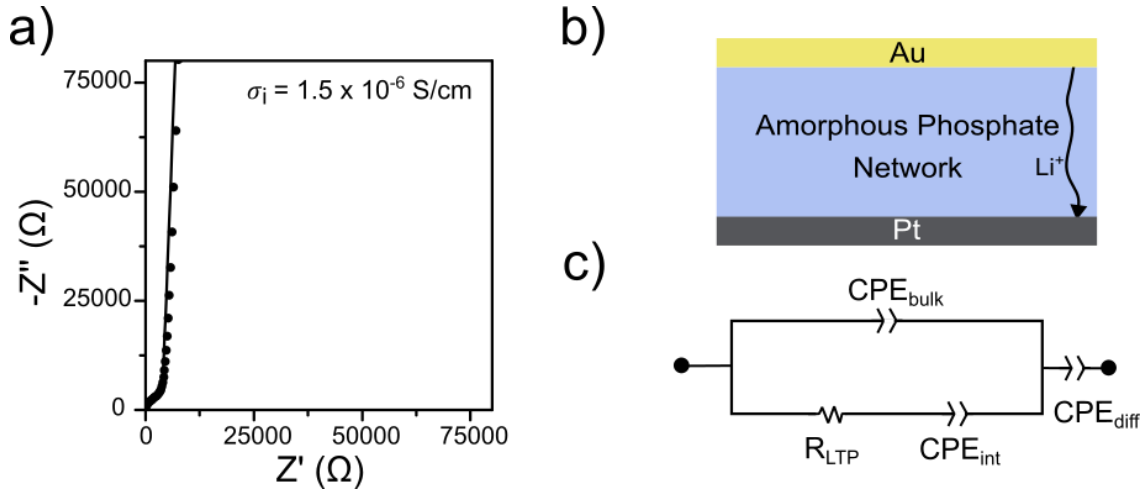 a)
σi = 1.5 x 10-6 S/cm
75000
50000
25000
0
-Z'' (Ω)
0
25000
50000
75000
Z' (Ω)
b)
Au
Amorphous Phosphate
Network
Li+
Pt
c)
CPEbulk
RLTP
CPEint
CPEdiff